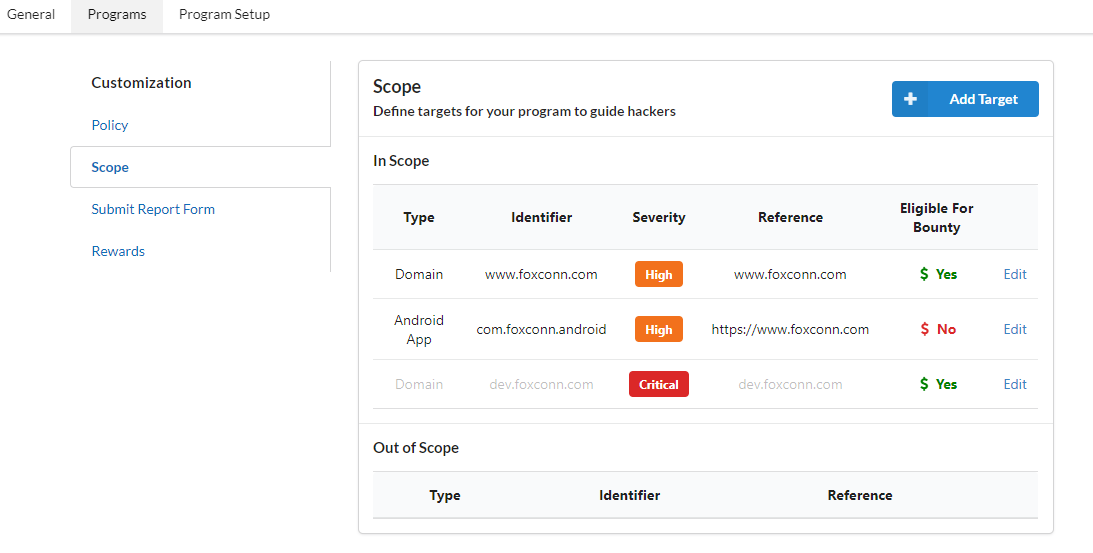 General Programs Program Setup
Customization
Policy
Scope
Submit Report Form
Rewards
Scope
Define targets for your program to guide hackers
Add Target
In Scope
Type Identifier Severity Reference Eligible For
Bounty
Domain www.foxconn.com High www.foxconn.com $ Yes Edit
Android
App com.foxconn.android High https://www.foxconn.com $ No Edit
Domain dev.foxconn.com Critical dev.foxconn.com $ Yes Edit
Out of Scope
Type Identifier Reference